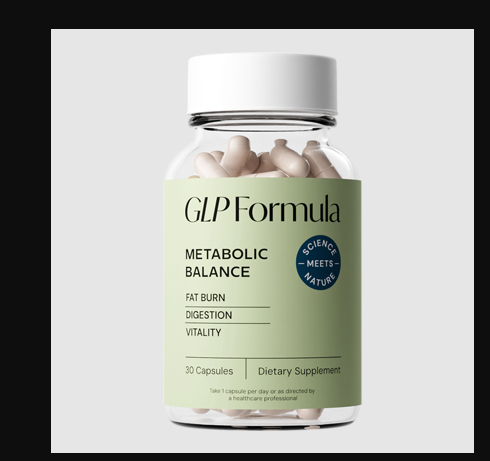 GLP Formula
METABOLIC
BALANCE
SCIENCE
MEETS
NATURE
FAT BURN
DIGESTION
VITALITY
30 Capsules
Dietary Supplement
Take 1 capsule per day or as directed by
a healthcare professional